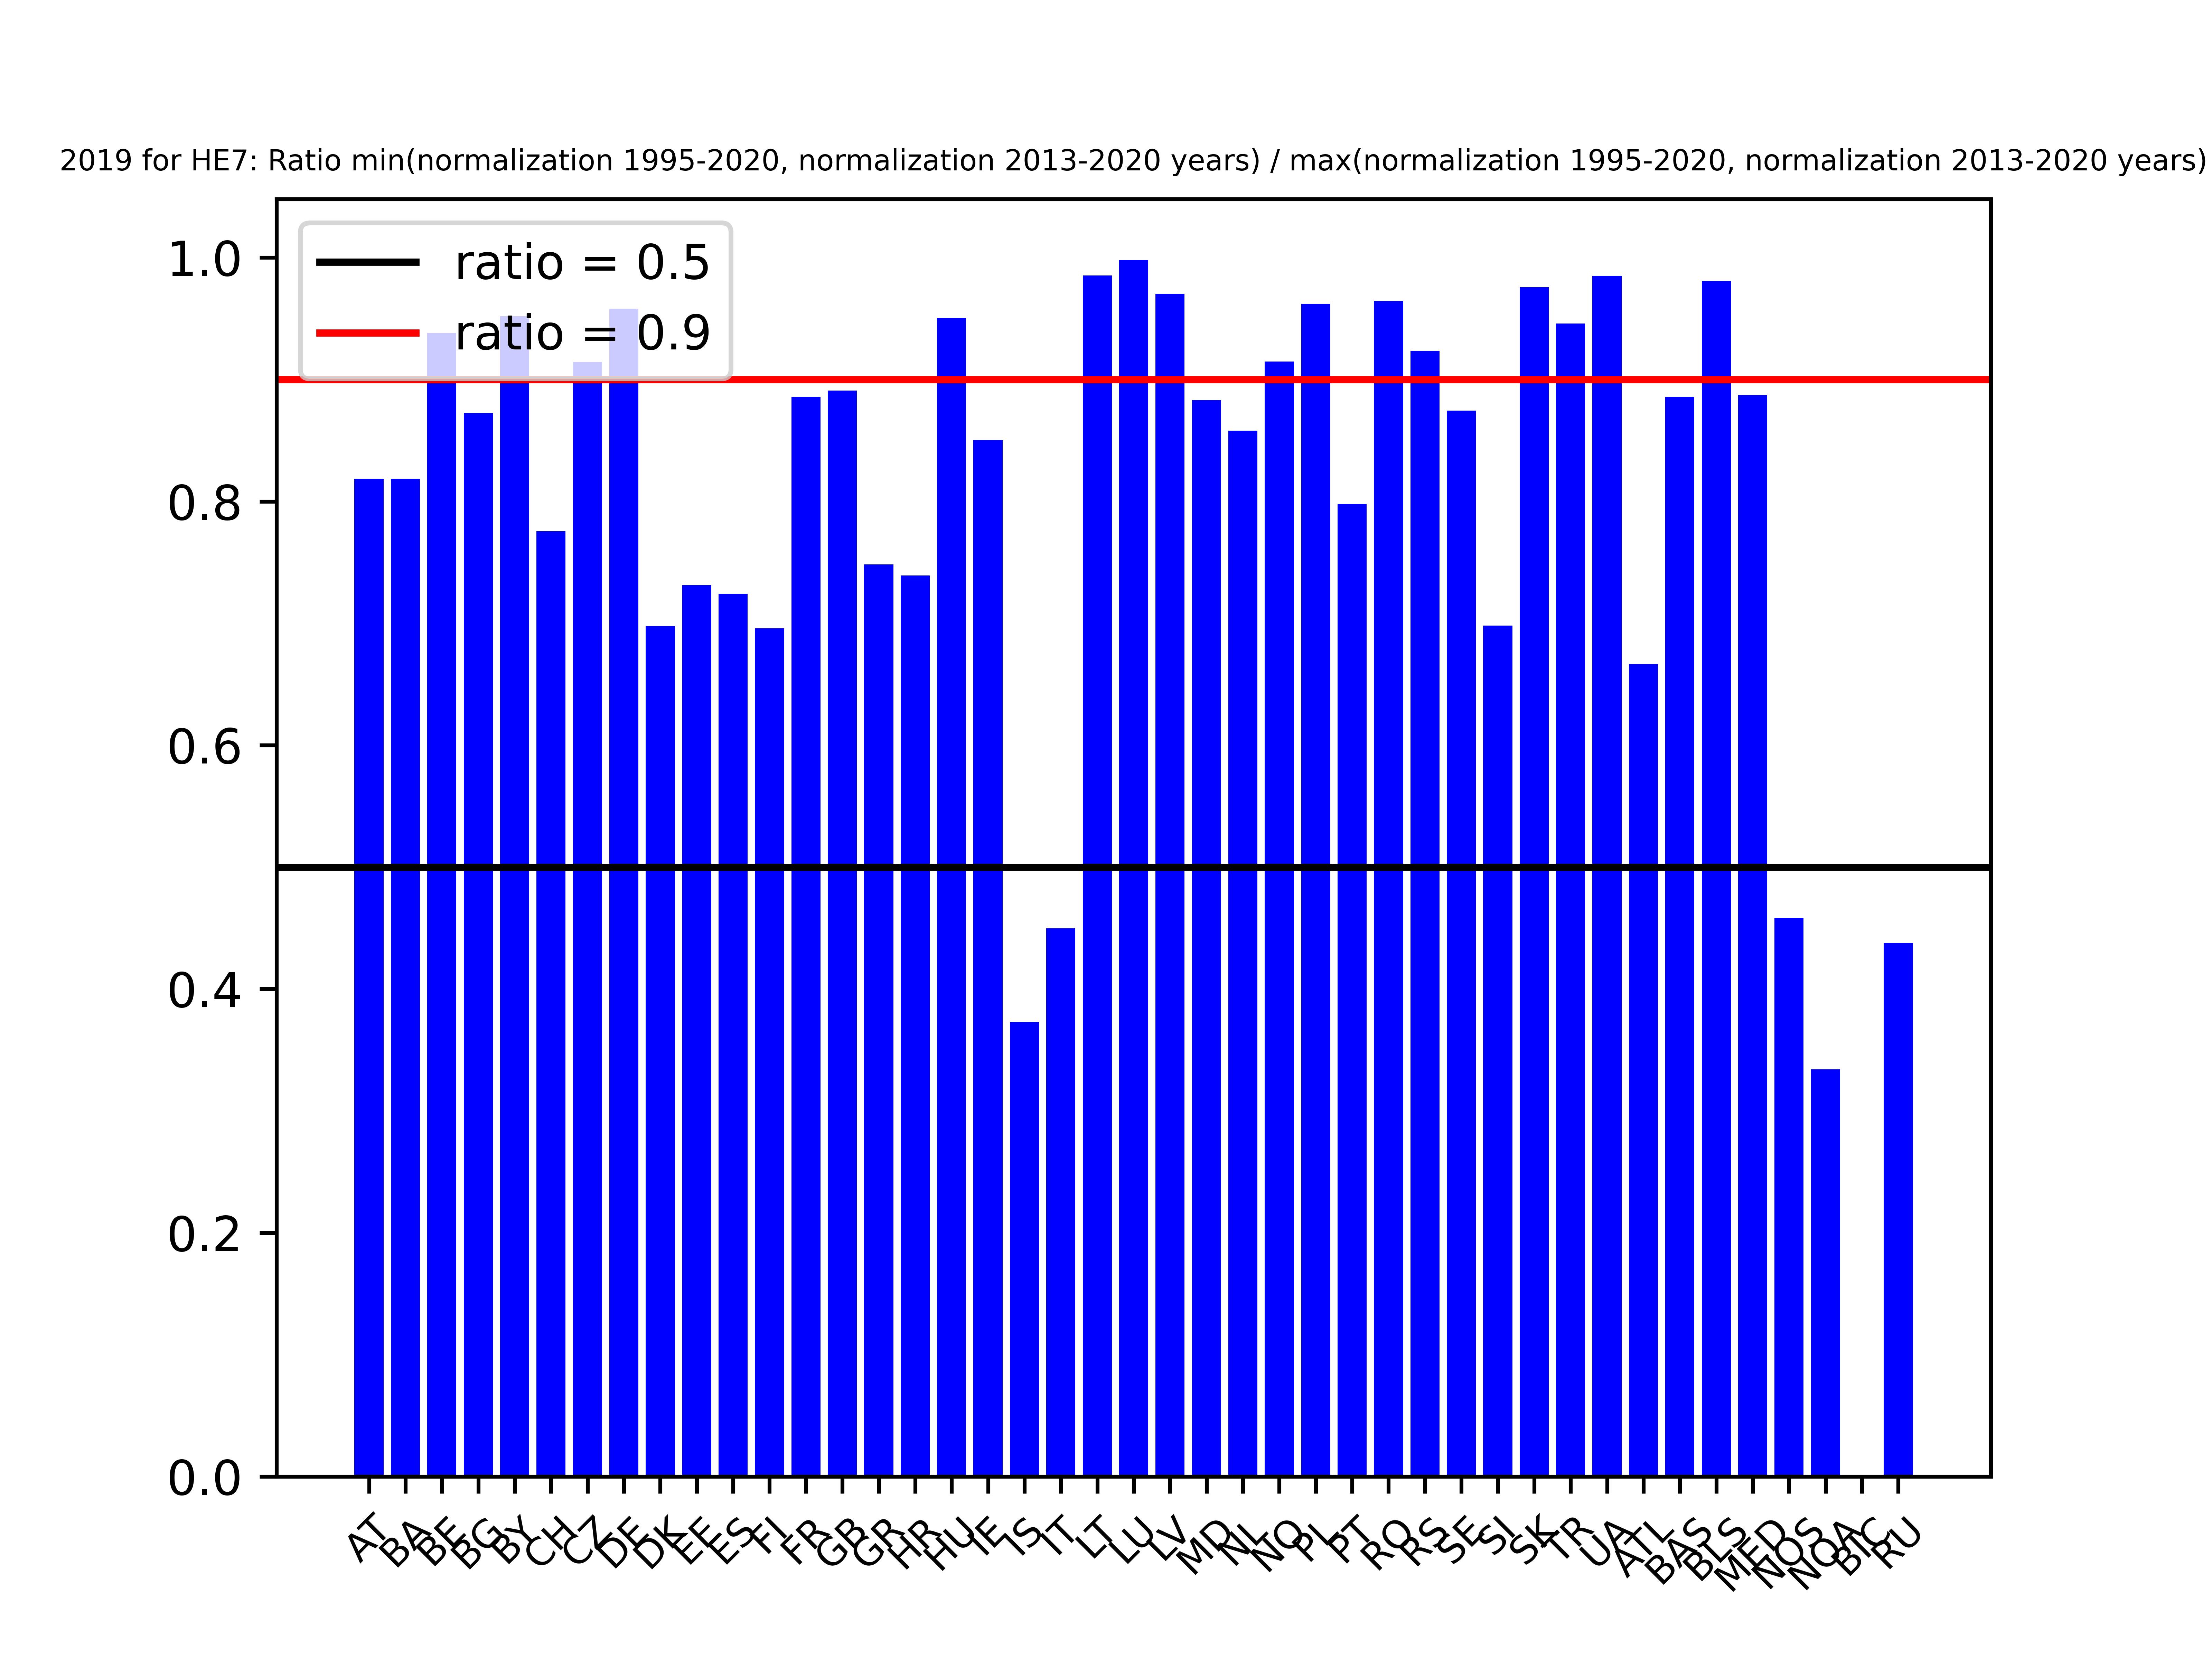 2019 for HE7: Ratio min(normalization 1995-2020, normalization 2013-2020 years) / max(normalization 1995-2020, normalization 2013-2020 years)
ratio = 0.5
ratio = 0.9
1.0
0.8
0.6
0.4
0.2
0.0
AT
BA
BE
BG
BY
CH
CZ
DE
DK
EE
ES
FI
FR
GB
GR
HR
HU
IE
IS
IT
LT
LU
LV
MD
NL
NO
PL
PT
RO
RS
SE
SI
SK
TR
UA
ATL
BAS
BLS
MED
NOS
NOA
BIC
RU